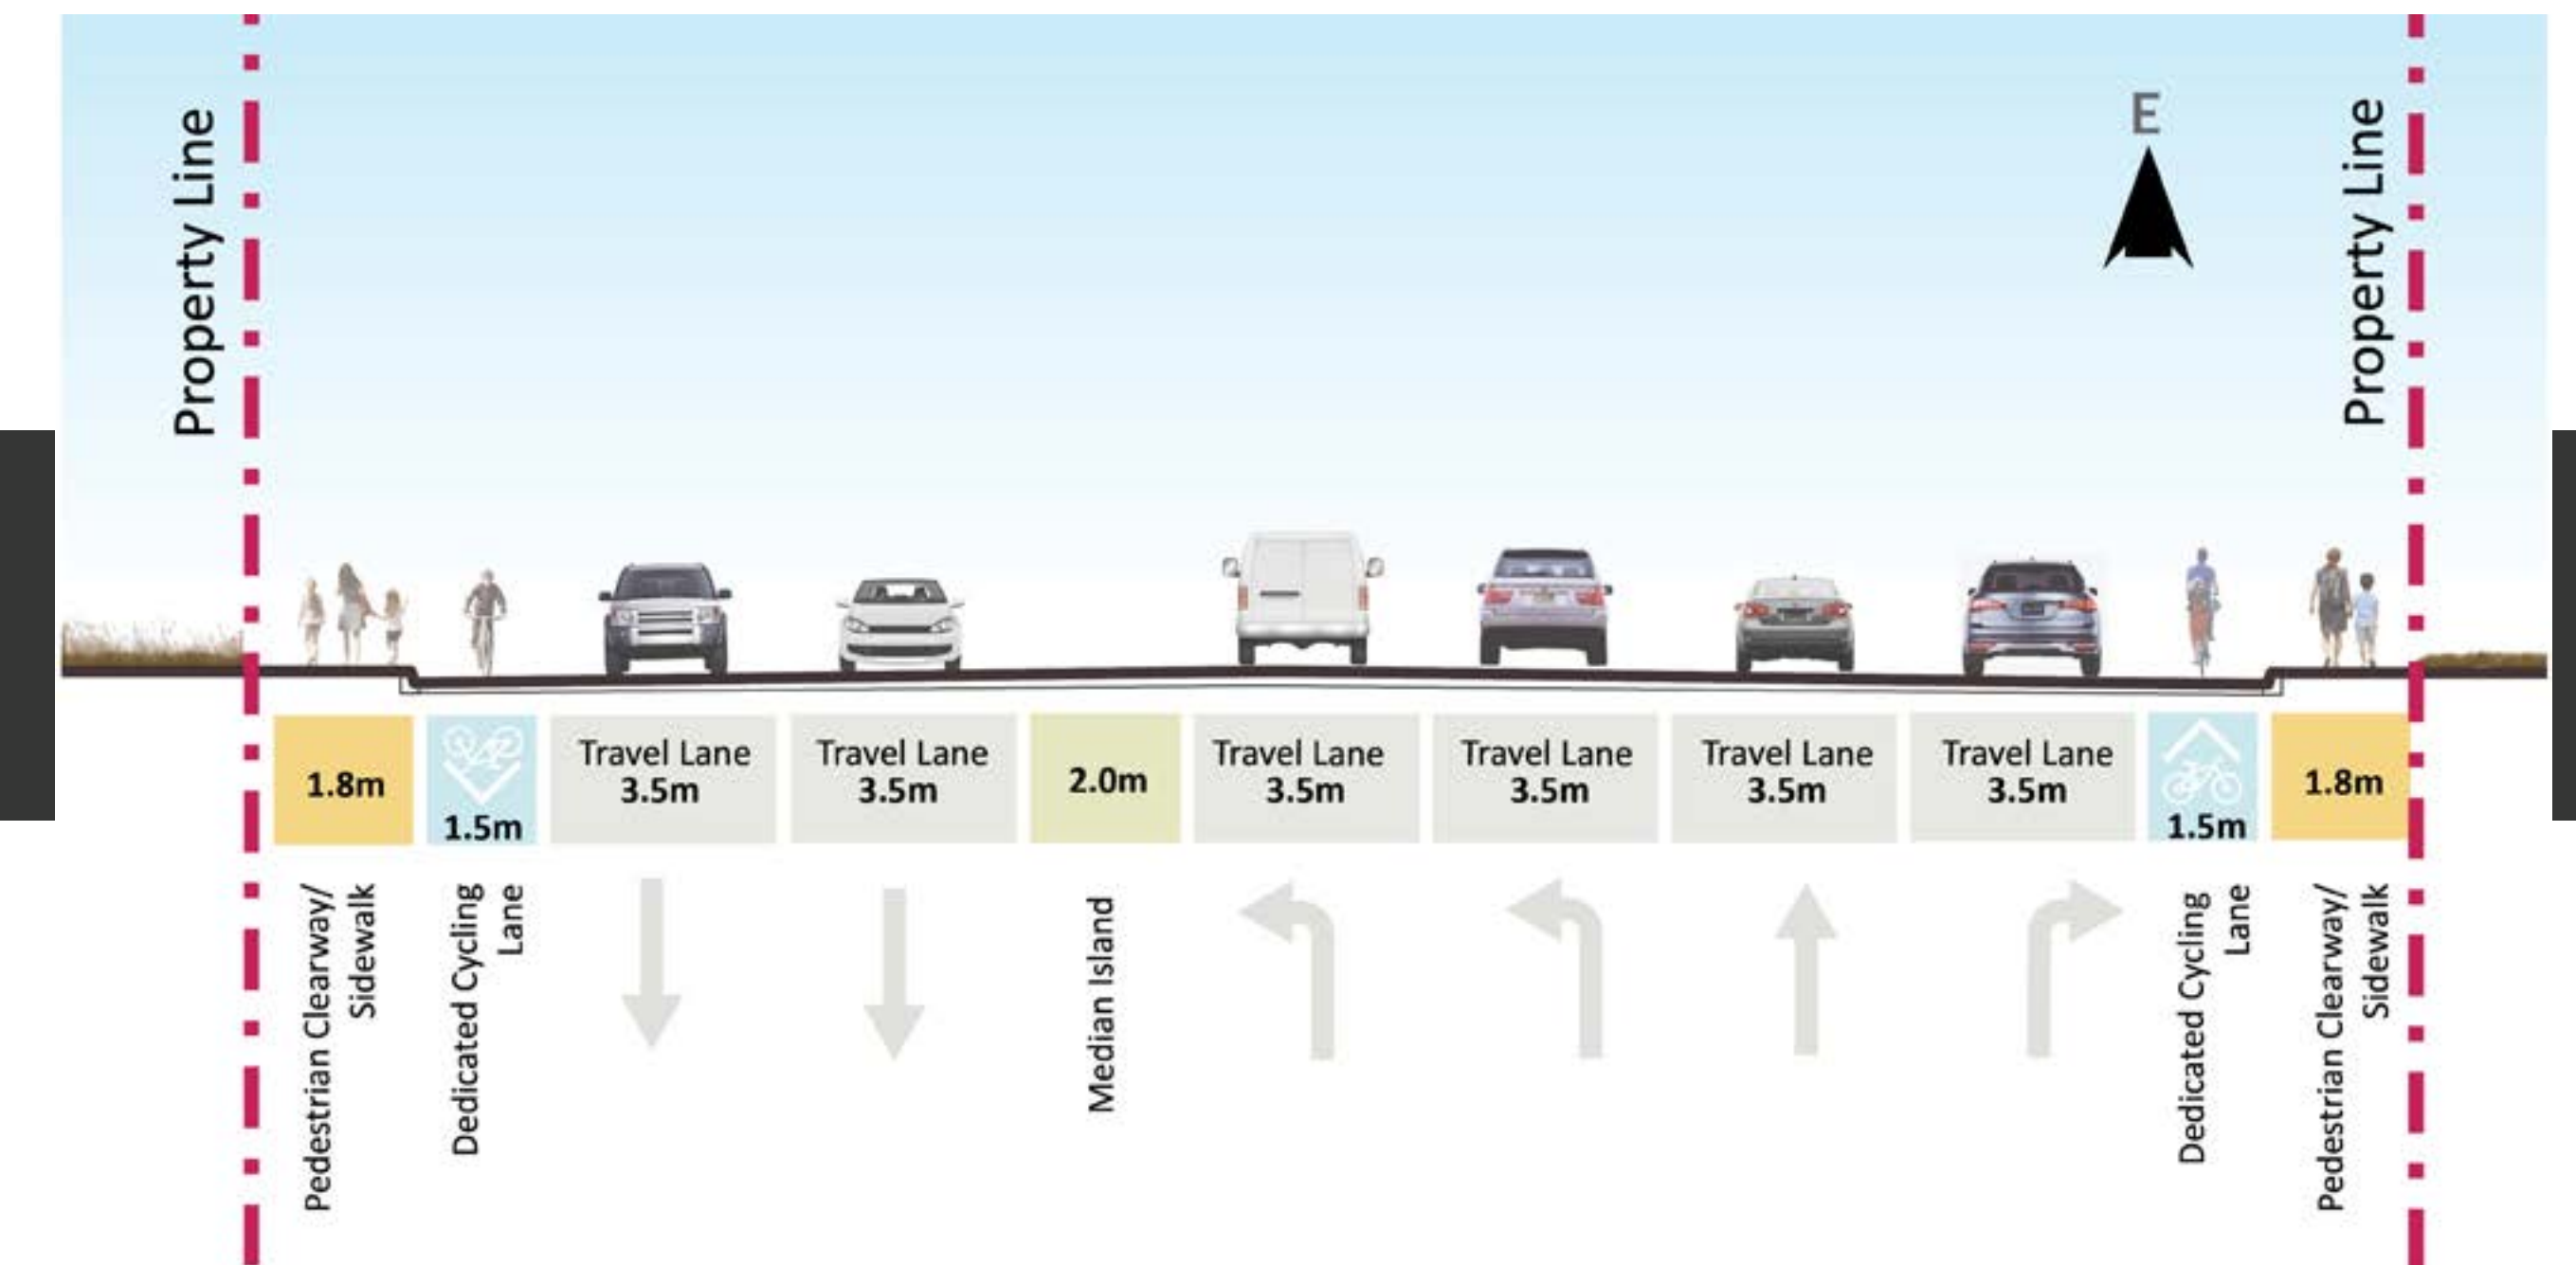 Property Line
Property Line
E
1.8m
1.5m
Travel Lane
3.5m
Travel Lane
3.5m
2.0m
Travel Lane
3.5m
Travel Lane
3.5m
Travel Lane
3.5m
Travel Lane
3.5m
1.5m
1.8m
Pedestrian Clearway/
Sidewalk
Dedicated Cycling
Lane
Median Island
Dedicated Cycling
Lane
Pedestrian Clearway/
Sidewalk